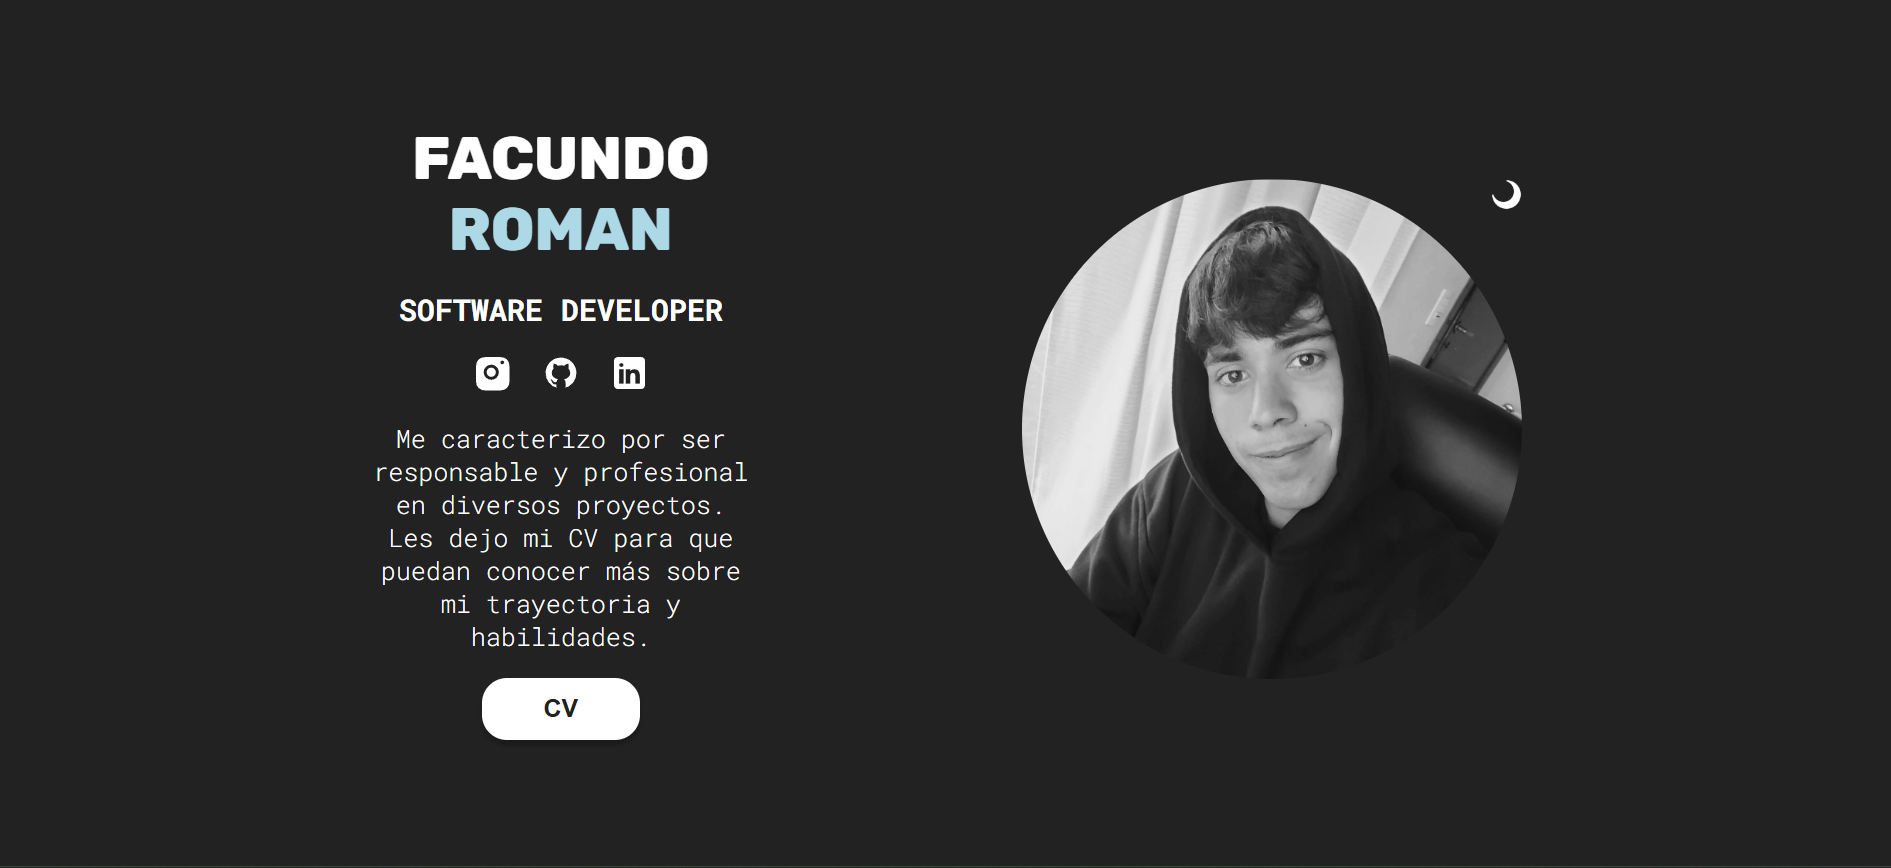 FACUNDO
ROMAN
SOFTWARE DEVELOPER
in
Me caracterizo por ser
responsable y profesional
en diversos proyectos.
Les dejo mi CV para que
puedan conocer más sobre
mi trayectoria y
habilidades.
CV